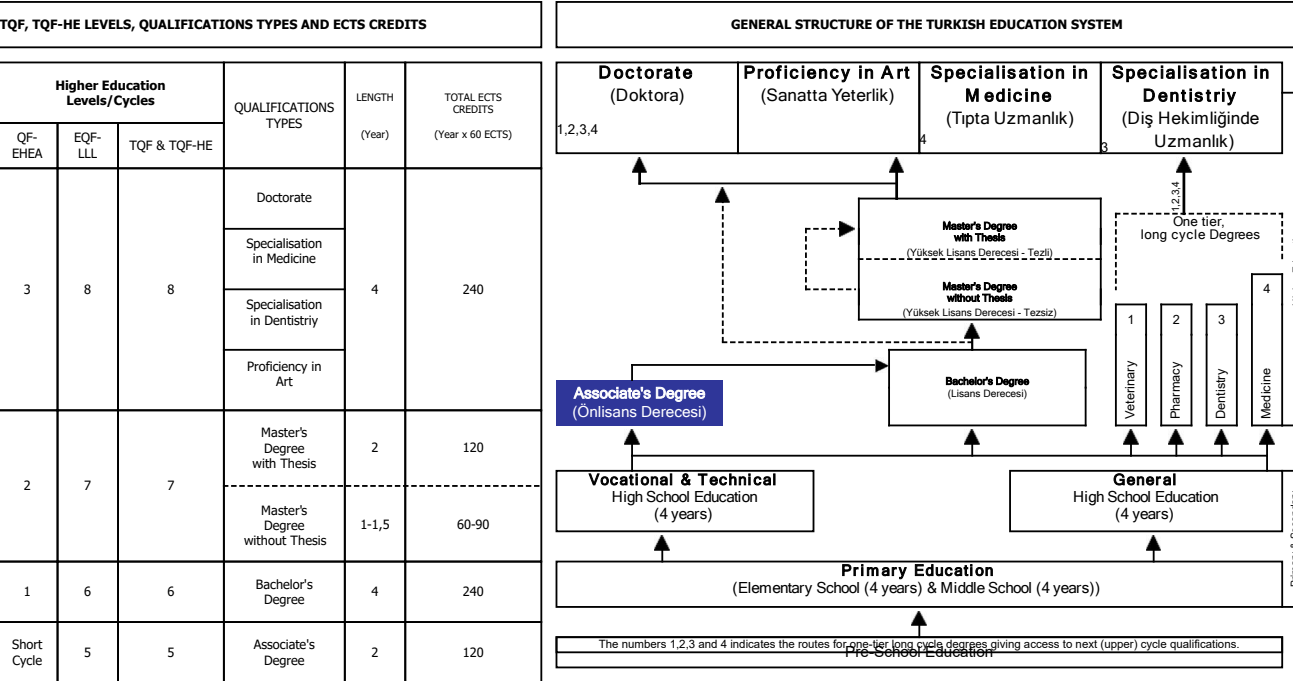 TQF, TQF-HE LEVELS, QUALIFICATIONS TYPES AND ECTS CREDITS
Higher Education
Levels/Cycles
QUALIFICATIONS
TYPES
LENGTH
(Year)
TOTAL ECTS
CREDITS
(Year x 60 ECTS)
QF-
EHEA
EQF-
LLL
TQF & TQF-HE
3
8
8
Doctorate
Specialisation
in Medicine
Specialisation
in Dentistriy
Proficiency in
Art
4
240
2
7
7
Master's
Degree
with Thesis
2
120
Master's
Degree
without Thesis
1-1,5
60-90
1
6
6
Bachelor's
Degree
4
240
Short
Cycle
5
5
Associate's
Degree
2
120
GENERAL STRUCTURE OF THE TURKISH EDUCATION SYSTEM
Doctorate
(Doktora)
1,2,3,4
Proficiency in Art
(Sanatta Yeterlik)
Specialisation in
Medicine
(Tıpta Uzmanlık)
4
Specialisation in
Dentistriy
(Diş Hekimliğinde
Uzmanlık)
3
1,2,3,4
One tier,
long cycle Degrees
Master's Degree
with Thesis
(Yüksek Lisans Derecesi - Tezli)
Master's Degree
without Thesis
(Yüksek Lisans Derecesi - Tezsiz)
1
Veterinary
2
Pharmacy
3
Dentistry
4
Medicine
Associate's Degree
(Önlisans Derecesi)
Bachelor's Degree
(Lisans Derecesi)
Vocational & Technical
High School Education
(4 years)
General
High School Education
(4 years)
Primary Education
(Elementary School (4 years) & Middle School (4 years))
The numbers 1,2,3 and 4 indicates the routes for one-tier long cycle degrees giving access to next (upper) cycle qualifications.
Pre-School Education